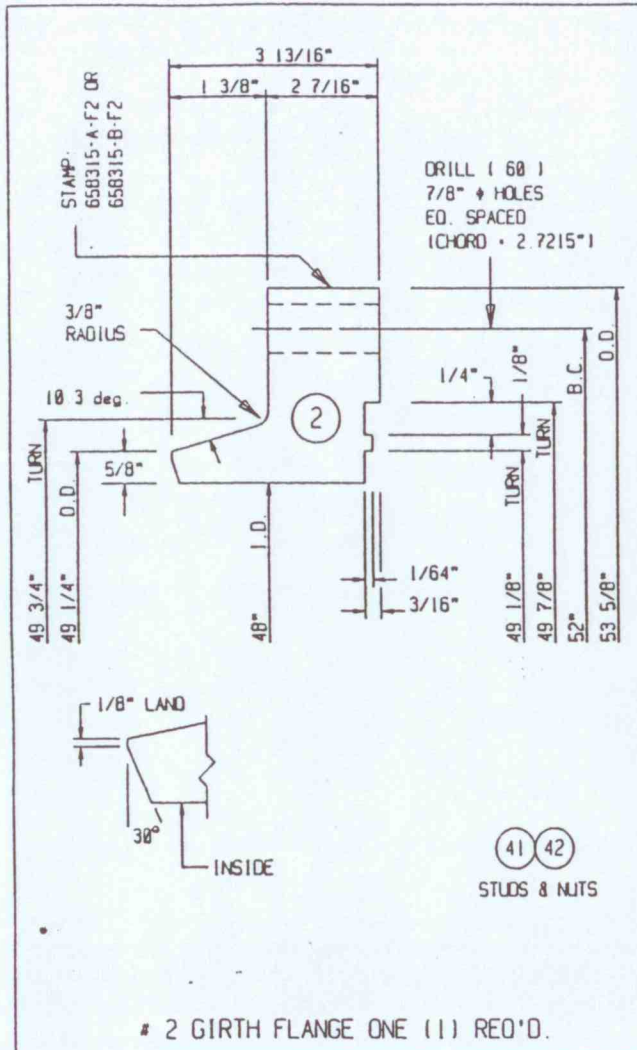 3 13/16"
1 3/8"
2 7/16"
STAMP:
658315-A-F2 OR
658315-B-F2
DRILL ( 60 )
7/8" ϕ HOLES
EQ. SPACED
(CHORD = 2.7215")
3/8"
RADIUS
10.3 deg.
2
1/4"
1/8"
B.C.
O.D.
TURN
O.D.
5/8"
I.D.
TURN
TURN
1/64"
3/16"
49 3/4"
49 1/4"
48"
49 1/8"
49 7/8"
52"
53 5/8"
1/8" LAND
30°
INSIDE
41 42
STUDS & NUTS
# 2 GIRTH FLANGE ONE (1) REQ'D.